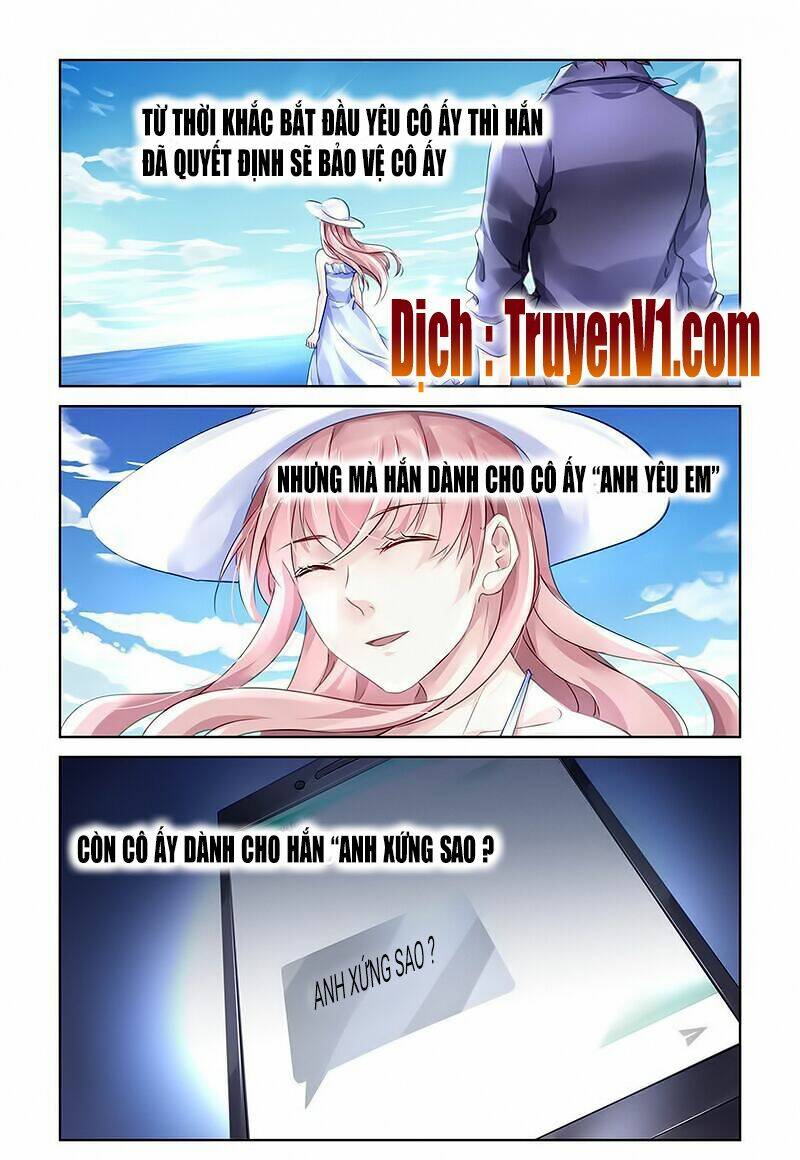 TỪ THỜI KHẮC BẮT ĐẦU YÊU CÔ ẤY THÌ HẮN
ĐÃ QUYẾT ĐỊNH SẼ BẢO VỆ CÔ ẤY
Dịch : TruyenV1.com
NHƯNG MÀ HẮN DÀNH CHO CÔ ẤY “ANH YÊU EM”
CÒN CÔ ẤY DÀNH CHO HẮN “ANH XỨNG SAO ?
ANH XỨNG SAO ?